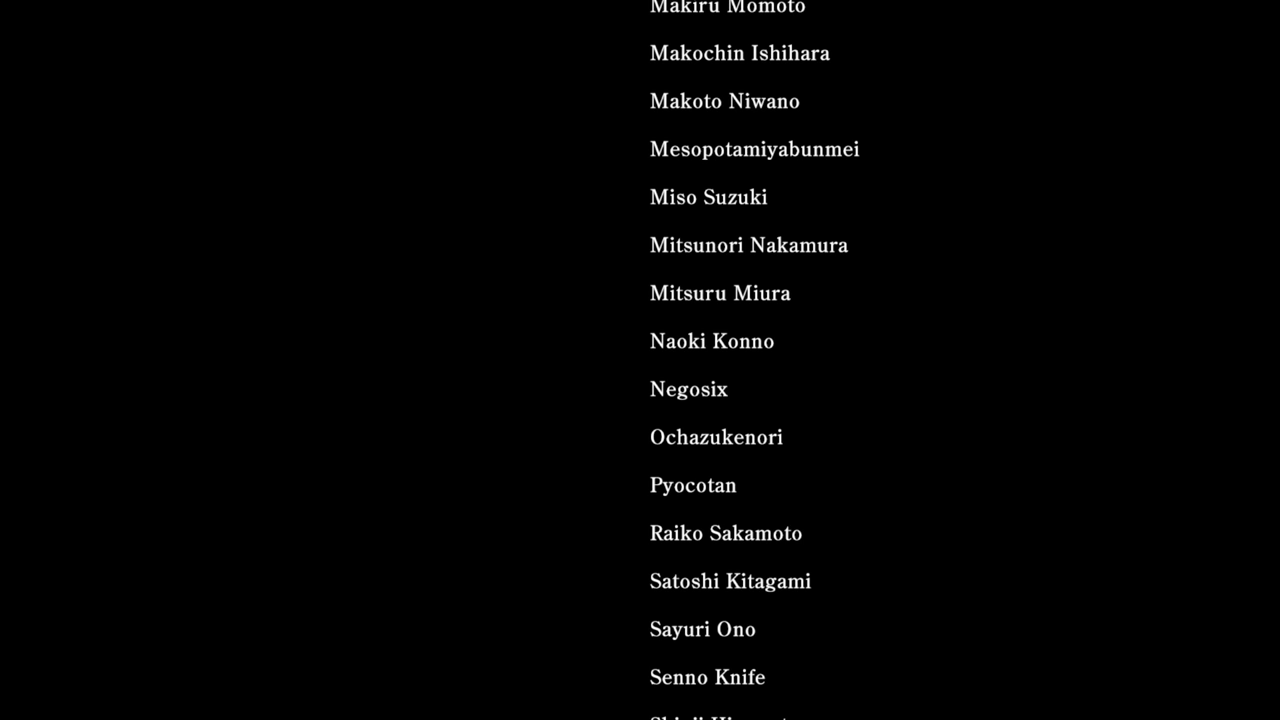 Makiru Momoto
Makochin Ishihara
Makoto Niwano
Mesopotamiyabunmei
Miso Suzuki
Mitsunori Nakamura
Mitsuru Miura
Naoki Konno
Negosix
Ochazukenori
Pyocotan
Raiko Sakamoto
Satoshi Kitagami
Sayuri Ono
Senno Knife